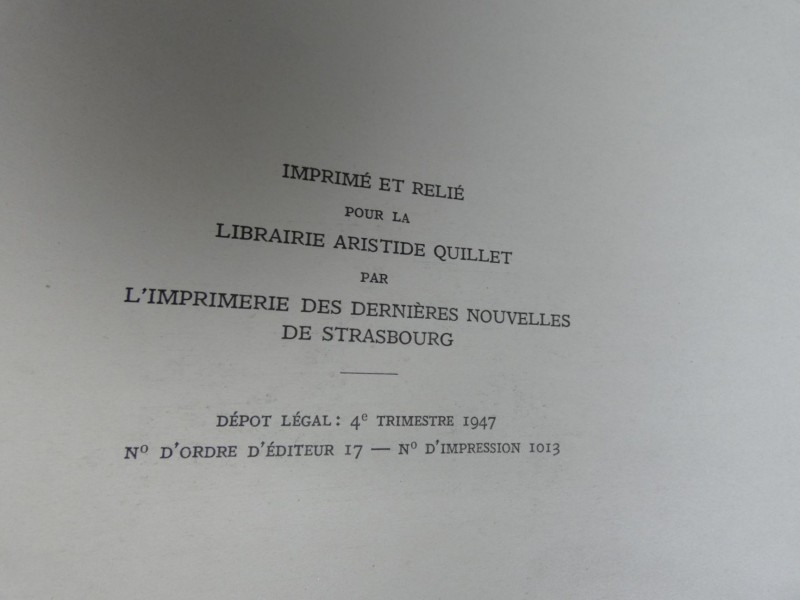 IMPRIMÉ ET RELIÉ
POUR LA
LIBRAIRIE ARISTIDE QUILLET
PAR
L'IMPRIMERIE DES DERNIÈRES NOUVELLES
DE STRASBOURG
DÉPOT LÉGAL: 4e TRIMESTRE 1947
No D'ORDRE D'ÉDITEUR 17 — No D'IMPRESSION 1013